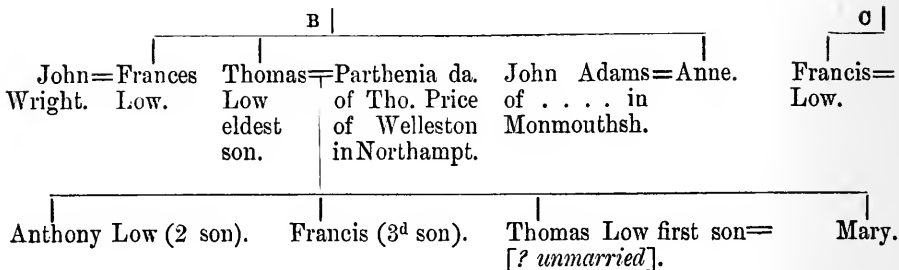 B
C
John=Frances Thomas=Parthenia da. John Adams=Anne. Francis=
Wright. Low. Low of Tho. Price of . . . . in Low.
eldest of Welleston Monmouthsh.
son. in Northampt.
Anthony Low (2 son). Francis (3d son). Thomas Low first son= Mary.
[? unmarried].